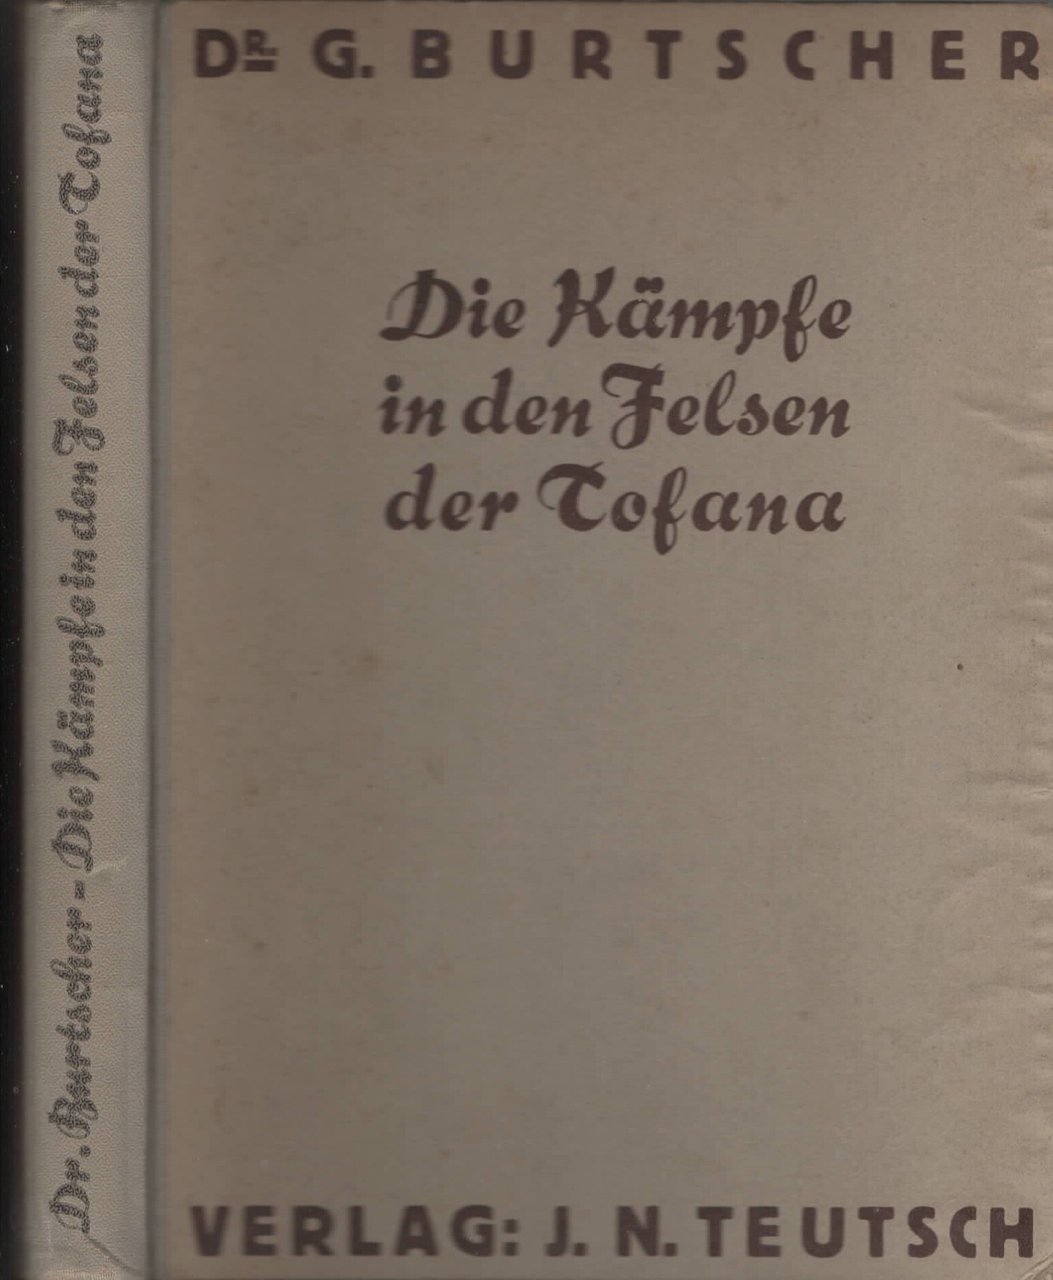 Dr. Burtscher – Die Kämpfe in den Felsen der Tofana
DR. G. BURTSCHER
Die Kämpfe
in den Felsen
der Tofana
VERLAG: J. N. TEUTSCH